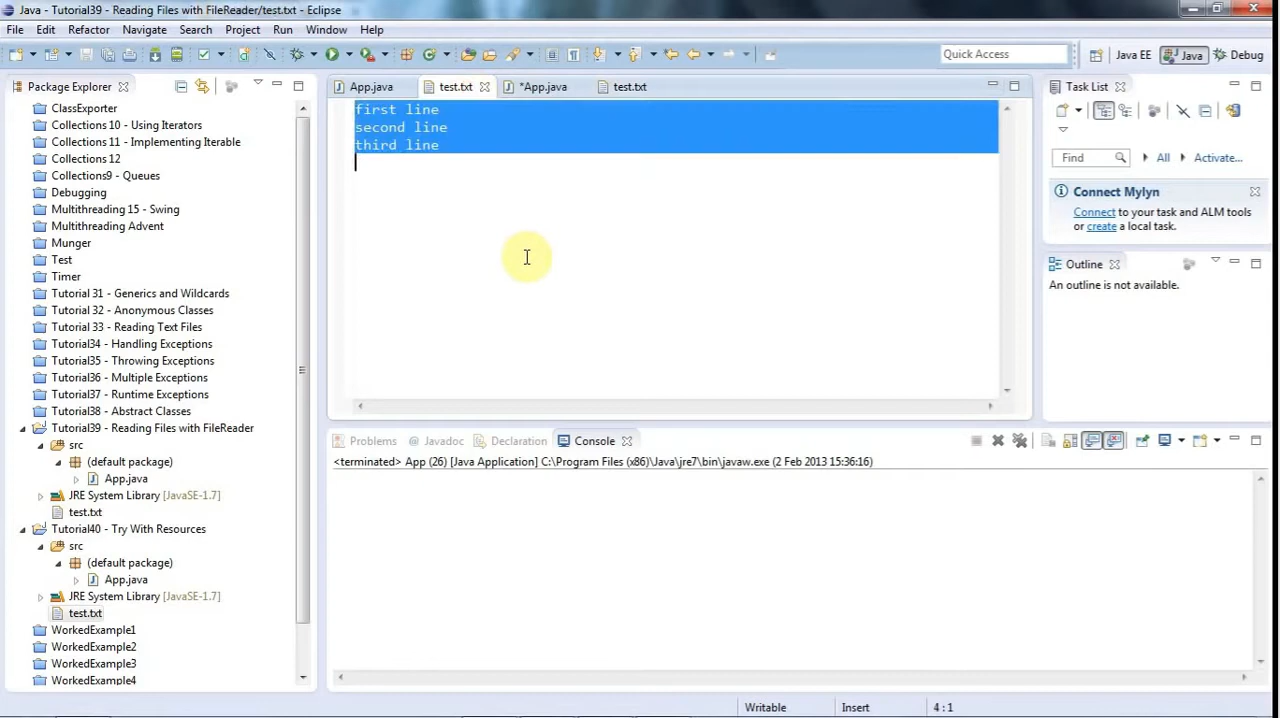 Java - Tutorial39 - Reading Files with FileReader/test.txt - Eclipse
File Edit Refactor Navigate Search Project Run Window Help
Quick Access
Java EE
Java
Debug
Package Explorer
ClassExporter
Collections 10 - Using Iterators
Collections 11 - Implementing Iterable
Collections 12
Collections9 - Queues
Debugging
Multithreading 15 - Swing
Multithreading Advent
Munger
Test
Timer
Tutorial 31 - Generics and Wildcards
Tutorial 32 - Anonymous Classes
Tutorial 33 - Reading Text Files
Tutorial34 - Handling Exceptions
Tutorial35 - Throwing Exceptions
Tutorial36 - Multiple Exceptions
Tutorial37 - Runtime Exceptions
Tutorial38 - Abstract Classes
Tutorial39 - Reading Files with FileReader
src
(default package)
App.java
JRE System Library [JavaSE-1.7]
test.txt
Tutorial40 - Try With Resources
src
(default package)
App.java
JRE System Library [JavaSE-1.7]
test.txt
WorkedExample1
WorkedExample2
WorkedExample3
WorkedExample4
App.java
test.txt
*App.java
test.txt
first line
second line
third line
Task List
Find
All
Activate...
Connect Mylyn
Connect to your task and ALM tools
or create a local task.
Outline
An outline is not available.
Problems
Javadoc
Declaration
Console
<terminated> App (26) [Java Application] C:\Program Files (x86)\Java\jre7\bin\javaw.exe (2 Feb 2013 15:36:16)
Writable
Insert
4 : 1